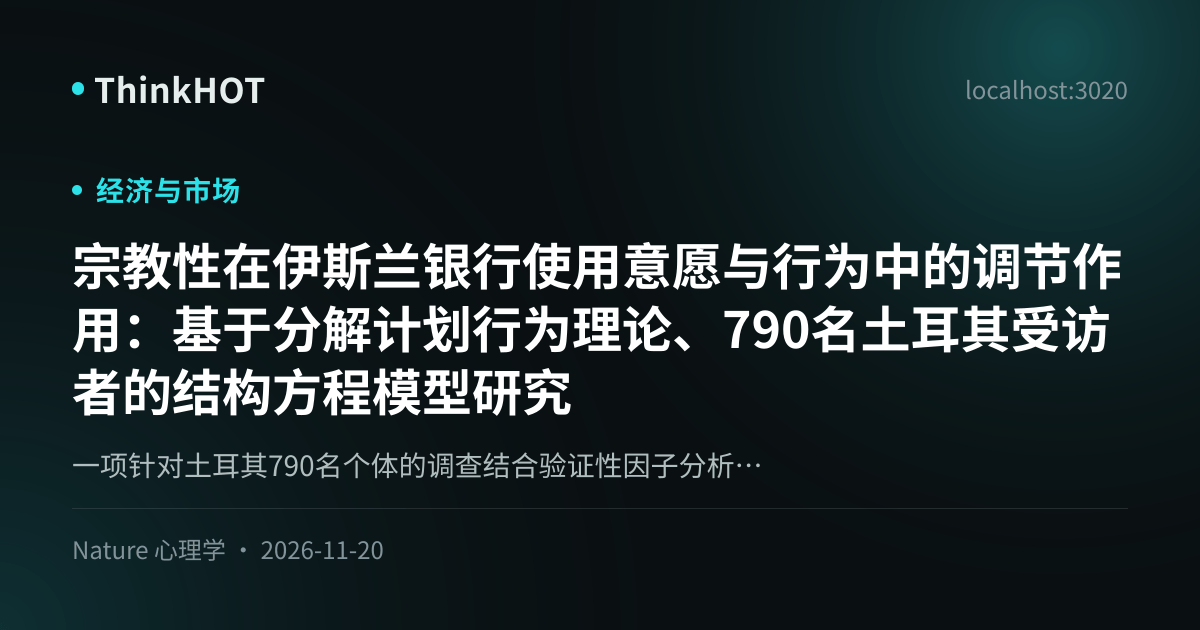 ThinkHOT
localhost:3020
经济与市场
宗教性在伊斯兰银行使用意愿与行为中的调节作
用：基于分解计划行为理论、790名土耳其受访
者的结构方程模型研究
一项针对土耳其790名个体的调查结合验证性因子分析…
Nature 心理学 · 2026-11-20